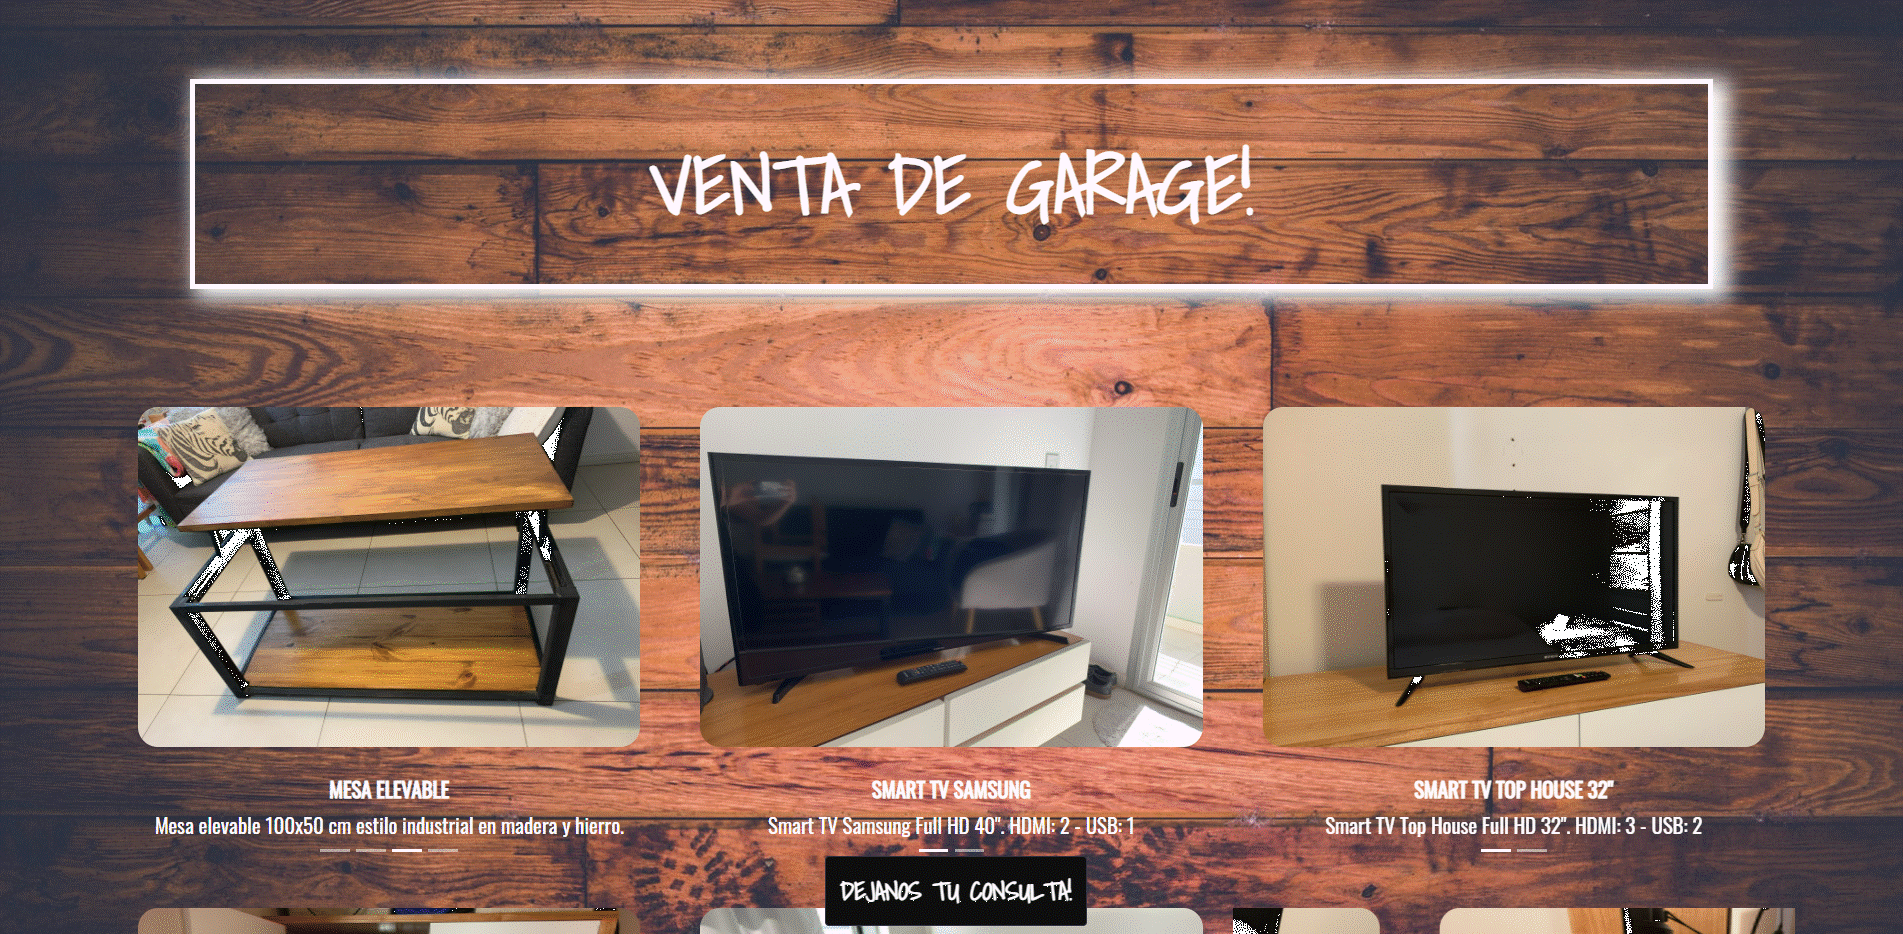 VENTA DE GARAGE!
MESA ELEVABLE
Mesa elevable 100x50 cm estilo industrial en madera y hierro.
SMART TV SAMSUNG
Smart TV Samsung Full HD 40". HDMI: 2 - USB: 1
SMART TV TOP HOUSE 32"
Smart TV Top House Full HD 32". HDMI: 3 - USB: 2
DEJANOS TU CONSULTA!